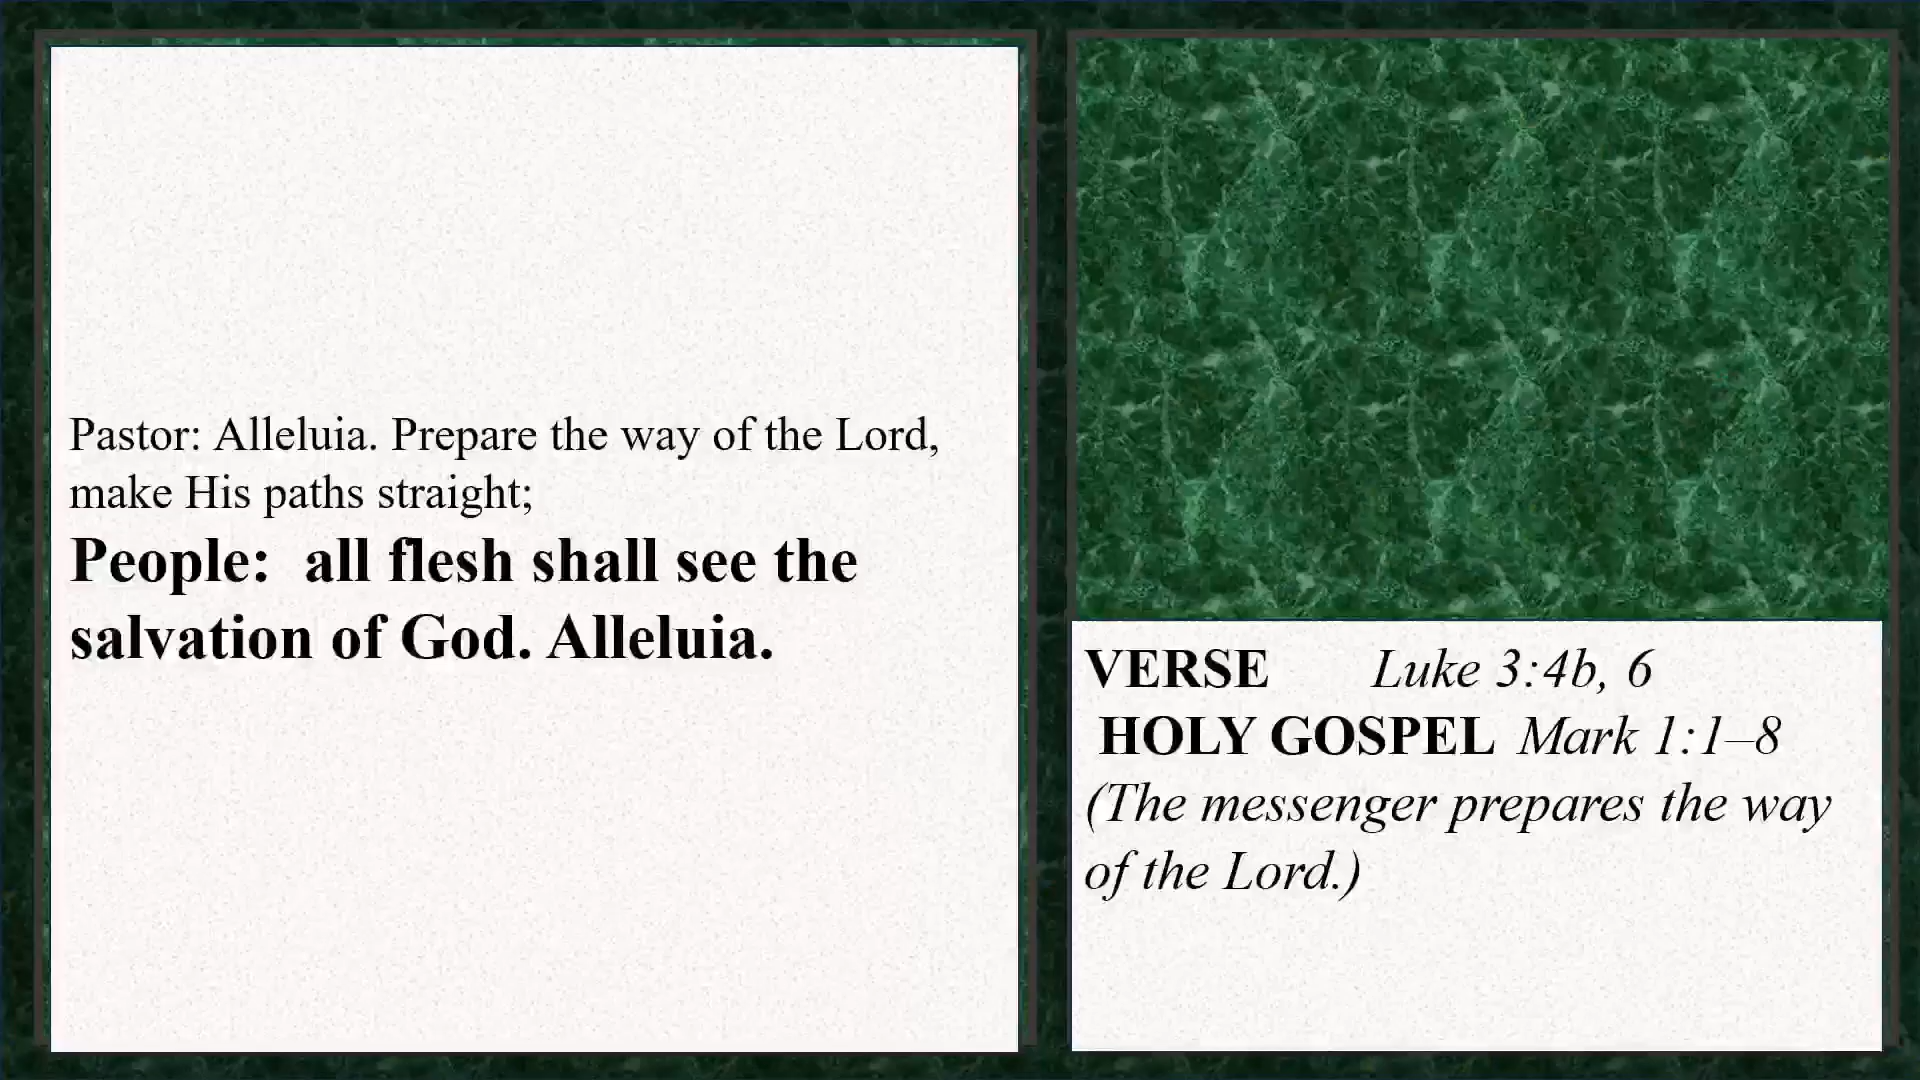 Pastor: Alleluia. Prepare the way of the Lord,
make His paths straight;
People:  all flesh shall see the
salvation of God. Alleluia.
VERSE Luke 3:4b, 6
HOLY GOSPEL Mark 1:1–8
(The messenger prepares the way
of the Lord.)